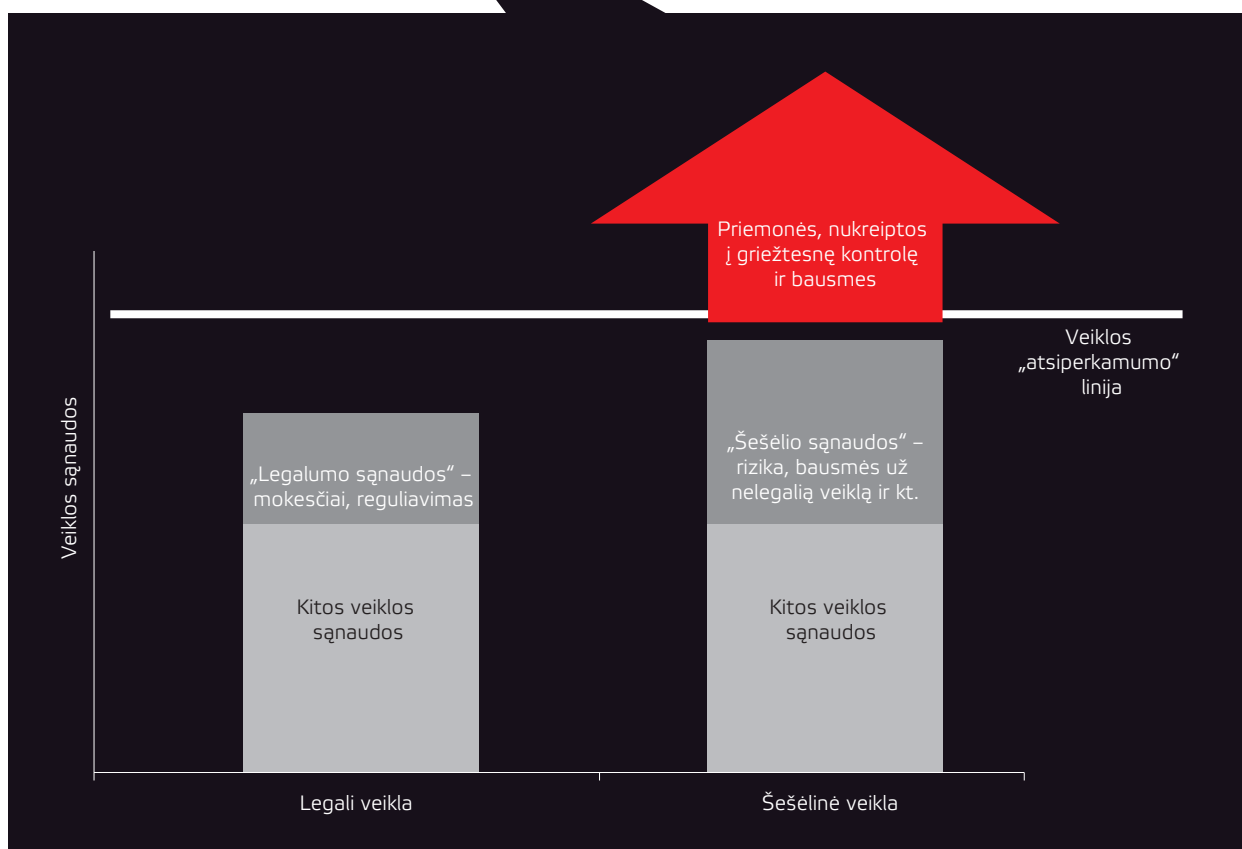 Priemonės, nukreiptos
į griežtesnę kontrolę
ir bausmes
Veiklos
„atsiperkamumo“
linija
Veiklos sąnaudos
„Legalumo sąnaudos“ –
mokesčiai, reguliavimas
„Šešėlio sąnaudos“ –
rizika, bausmės už
nelegalią veiklą ir kt.
Kitos veiklos
sąnaudos
Kitos veiklos
sąnaudos
Legali veikla
Šešėlinė veikla